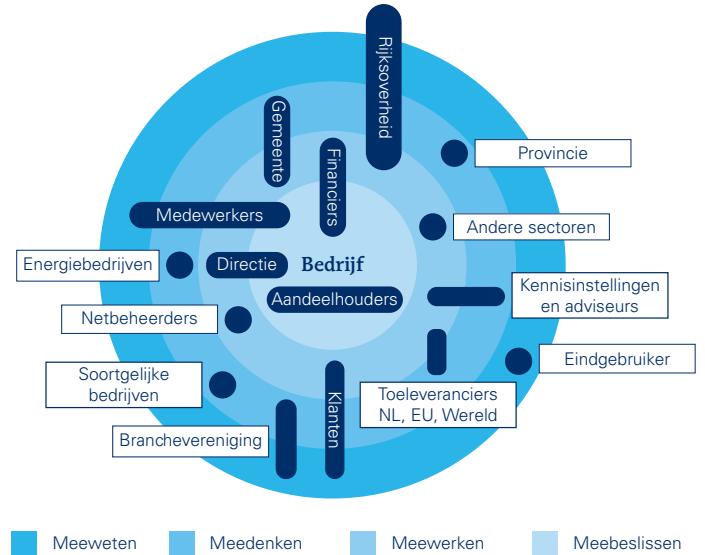 Rijksoverheid
Gemeente
Financiers
Provincie
Medewerkers
Andere sectoren
Energiebedrijven
Directie
Bedrijf
Kennisinstellingen
en adviseurs
Aandeelhouders
Netbeheerders
Eindgebruiker
Soortgelijke
bedrijven
Toeleveranciers
NL, EU, Wereld
Klanten
Branchevereniging
Meeweten
Meedenken
Meewerken
Meebeslissen